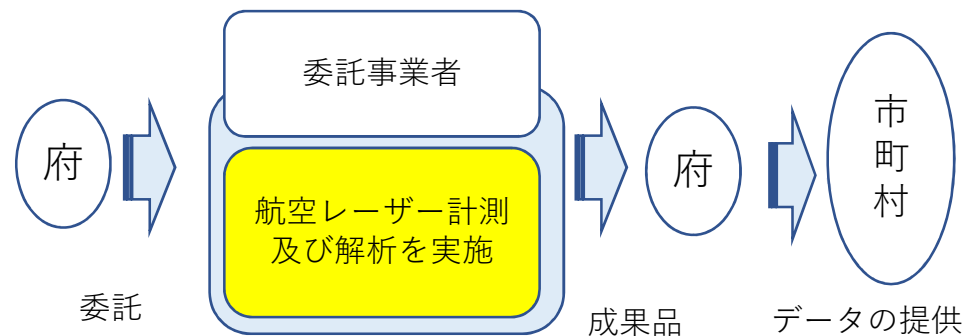 府
委託
委託事業者
航空レーザー計測
及び解析を実施
成果品
府
データの提供
市
町
村